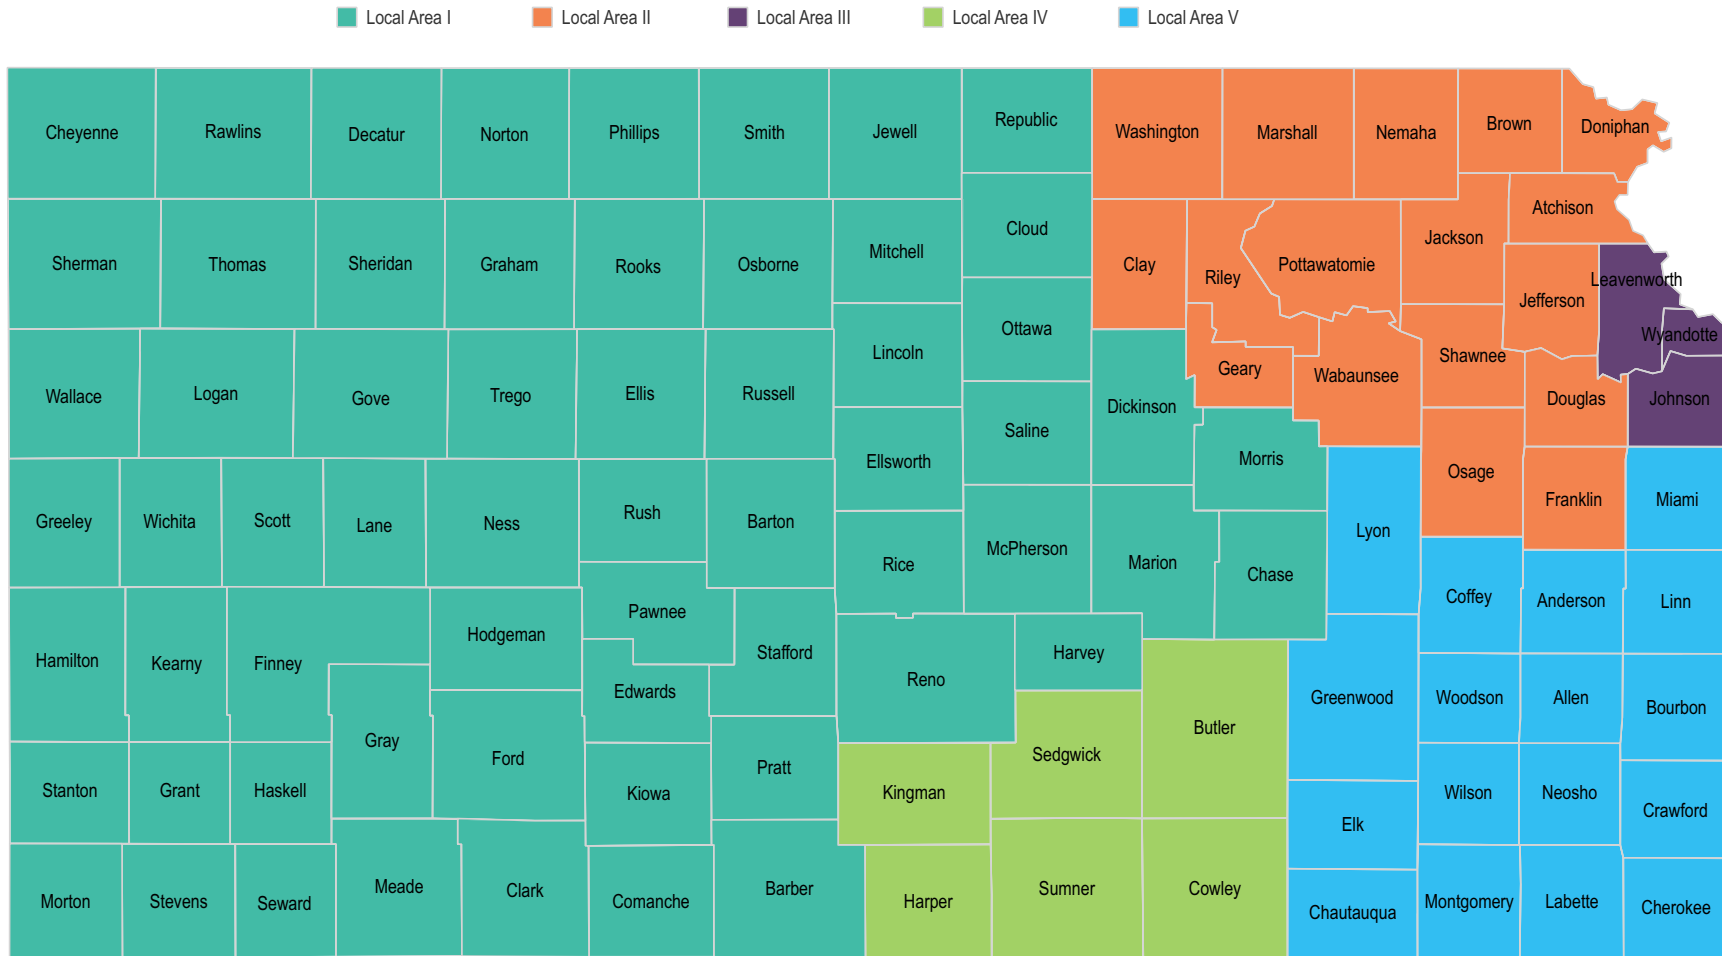 Local Area I Local Area II Local Area III Local Area IV Local Area V
Cheyenne Rawlins Decatur Norton Phillips Smith Jewell Republic Washington Marshall Nemaha Brown Doniphan
Sherman Thomas Sheridan Graham Rooks Osborne Mitchell Cloud Clay Riley Pottawatomie Jackson Atchison
Jefferson Leavenworth
Wallace Logan Gove Trego Ellis Russell Lincoln Ottawa Geary Wabaunsee Shawnee Wyandotte
Ellsworth Saline Dickinson Morris Douglas Johnson
Greeley Wichita Scott Lane Ness Rush Barton Rice McPherson Marion Chase Lyon Osage Franklin Miami
Hamilton Kearny Finney Hodgeman Pawnee Stafford Reno Harvey Coffey Anderson Linn
Gray Ford Edwards Sedgwick Butler Greenwood Woodson Allen Bourbon
Stanton Grant Haskell Kiowa Pratt Kingman Elk Wilson Neosho Crawford
Morton Stevens Seward Meade Clark Comanche Barber Harper Sumner Cowley Chautauqua Montgomery Labette Cherokee